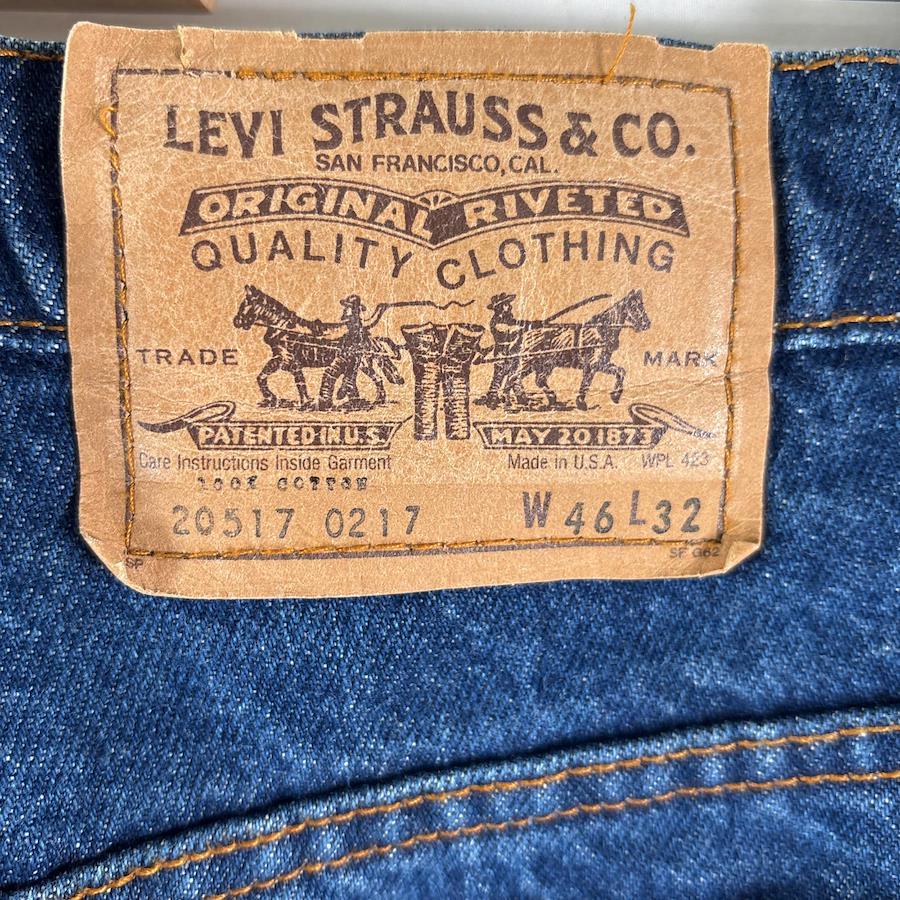 LEVI STRAUSS & CO.
SAN FRANCISCO, CAL.
ORIGINAL RIVETED
QUALITY CLOTHING
TRADE MARK
PATENTED IN U.S. MAY 20 1873
Care Instructions Inside Garment Made in U.S.A. WPL 423
100% COTTON
20517 0217 W 46 L 32
SP SF G62